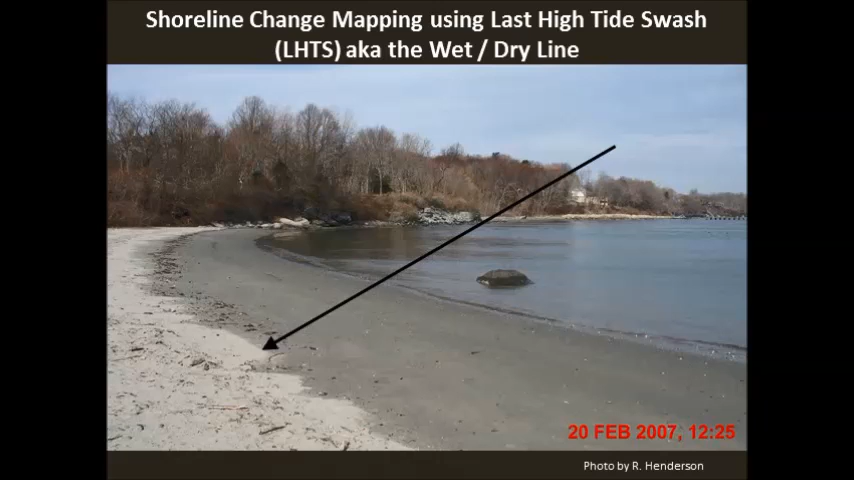 Shoreline Change Mapping using Last High Tide Swash
(LHTS) aka the Wet / Dry Line
20 FEB 2007, 12:25
Photo by R. Henderson